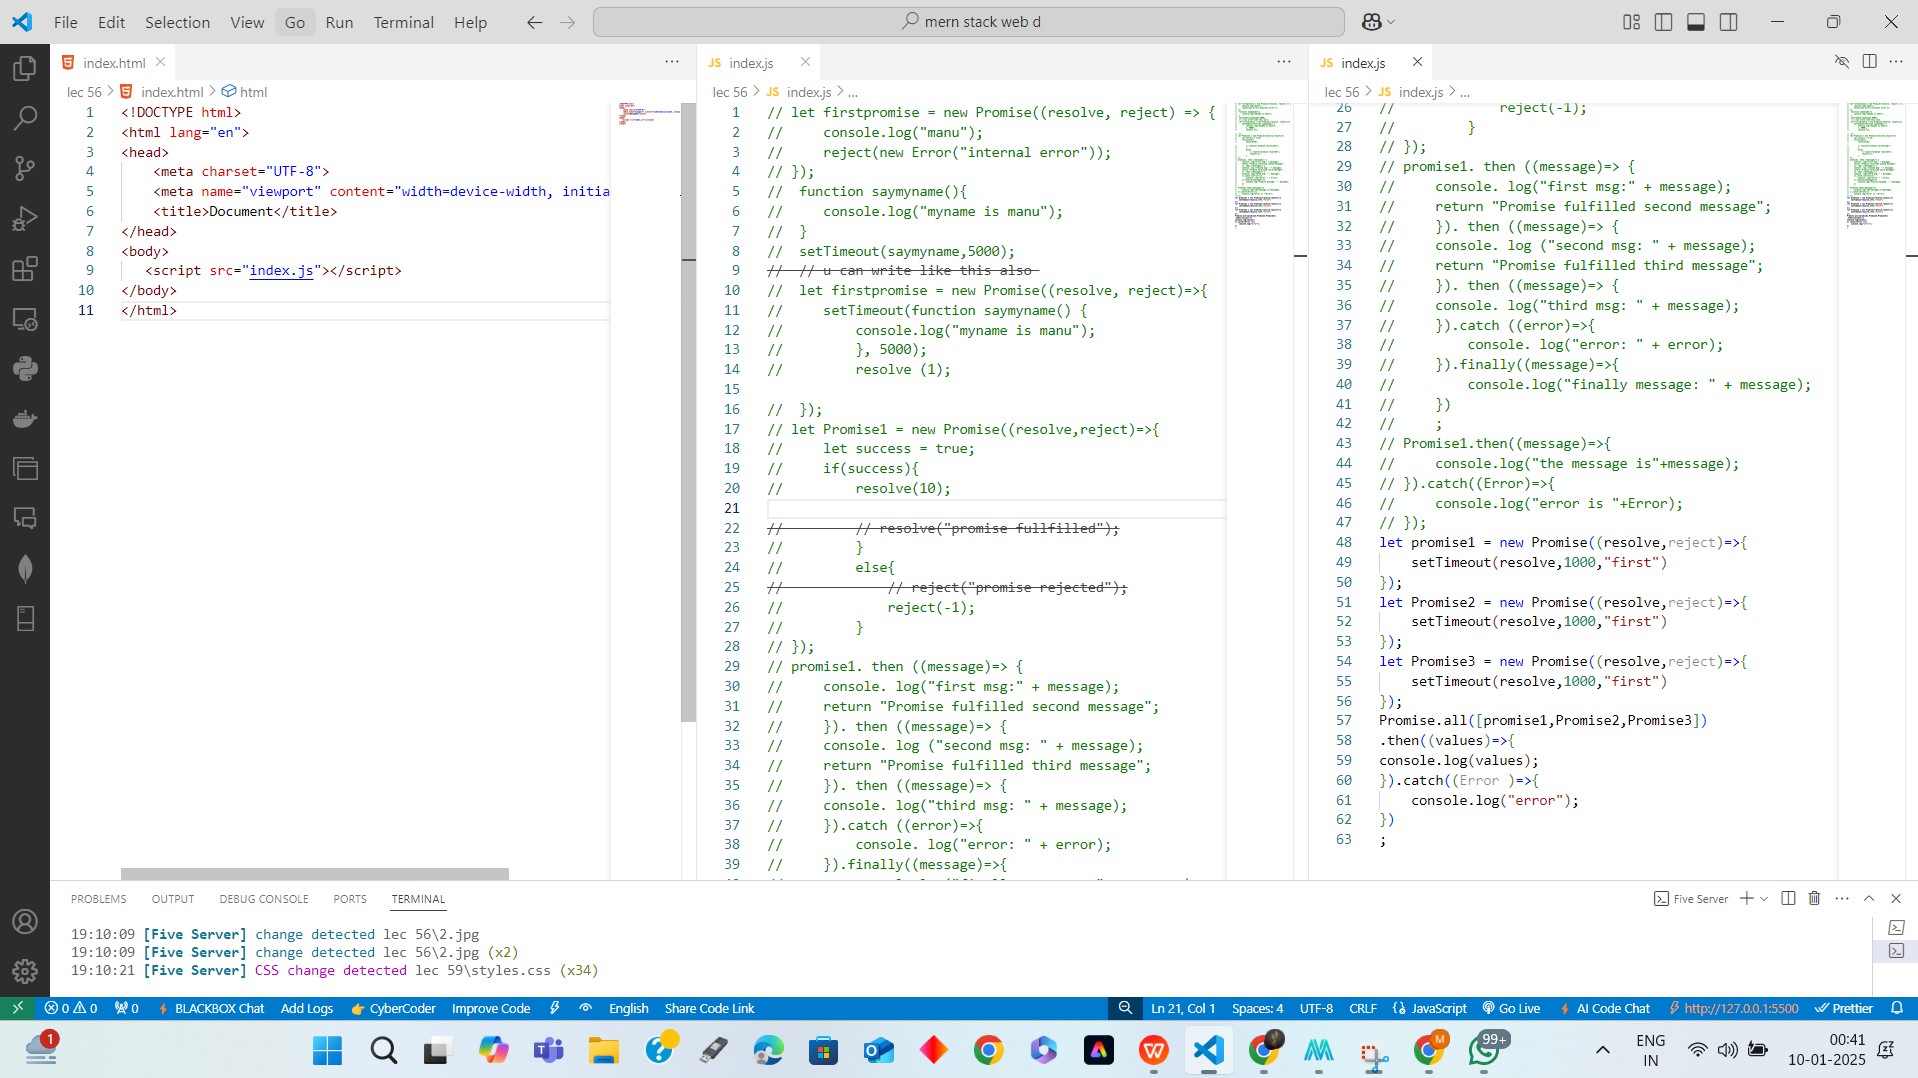 File Edit Selection View Go Run Terminal Help
mern stack web d
index.html
lec 56 > index.html > html
1 <!DOCTYPE html>
2 <html lang="en">
3 <head>
4 <meta charset="UTF-8">
5 <meta name="viewport" content="width=device-width, initia
6 <title>Document</title>
7 </head>
8 <body>
9 <script src="index.js"></script>
10 </body>
11 </html>
JS index.js
lec 56 > JS index.js > ...
1 // let firstpromise = new Promise((resolve, reject) => {
2 // console.log("manu");
3 // reject(new Error("internal error"));
4 // });
5 // function saymyname(){
6 // console.log("myname is manu");
7 // }
8 // setTimeout(saymyname,5000);
9 // // u can write like this also
10 // let firstpromise = new Promise((resolve, reject)=>{
11 // setTimeout(function saymyname() {
12 // console.log("myname is manu");
13 // }, 5000);
14 // resolve (1);
15
16 // });
17 // let Promise1 = new Promise((resolve,reject)=>{
18 // let success = true;
19 // if(success){
20 // resolve(10);
21
22 // // resolve("promise fullfilled");
23 // }
24 // else{
25 // // reject("promise rejected");
26 // reject(-1);
27 // }
28 // });
29 // promise1. then ((message)=> {
30 // console. log("first msg:" + message);
31 // return "Promise fulfilled second message";
32 // }). then ((message)=> {
33 // console. log ("second msg: " + message);
34 // return "Promise fulfilled third message";
35 // }). then ((message)=> {
36 // console. log("third msg: " + message);
37 // }).catch ((error)=>{
38 // console. log("error: " + error);
39 // }).finally((message)=>{
JS index.js
lec 56 > JS index.js > ...
26 // reject(-1);
27 // }
28 // });
29 // promise1. then ((message)=> {
30 // console. log("first msg:" + message);
31 // return "Promise fulfilled second message";
32 // }). then ((message)=> {
33 // console. log ("second msg: " + message);
34 // return "Promise fulfilled third message";
35 // }). then ((message)=> {
36 // console. log("third msg: " + message);
37 // }).catch ((error)=>{
38 // console. log("error: " + error);
39 // }).finally((message)=>{
40 // console.log("finally message: " + message);
41 // })
42 // ;
43 // Promise1.then((message)=>{
44 // console.log("the message is"+message);
45 // }).catch((Error)=>{
46 // console.log("error is "+Error);
47 // });
48 let promise1 = new Promise((resolve,reject)=>{
49 setTimeout(resolve,1000,"first")
50 });
51 let Promise2 = new Promise((resolve,reject)=>{
52 setTimeout(resolve,1000,"first")
53 });
54 let Promise3 = new Promise((resolve,reject)=>{
55 setTimeout(resolve,1000,"first")
56 });
57 Promise.all([promise1,Promise2,Promise3])
58 .then((values)=>{
59 console.log(values);
60 }).catch((Error )=>{
61 console.log("error");
62 })
63 ;
PROBLEMS OUTPUT DEBUG CONSOLE PORTS TERMINAL
Five Server
19:10:09 [Five Server] change detected lec 56\2.jpg
19:10:09 [Five Server] change detected lec 56\2.jpg (x2)
19:10:21 [Five Server] CSS change detected lec 59\styles.css (x34)
0 0 0 BLACKBOX Chat Add Logs CyberCoder Improve Code English Share Code Link Ln 21, Col 1 Spaces: 4 UTF-8 CRLF JavaScript Go Live AI Code Chat http://127.0.0.1:5500 Prettier
1
M
99+
ENG
IN
00:41
10-01-2025